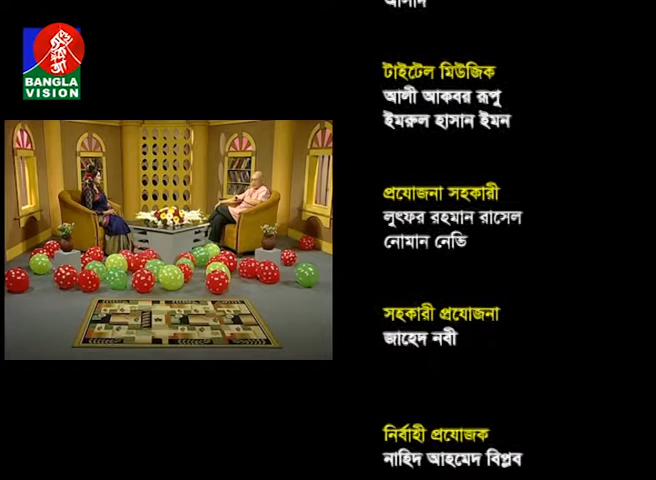 BANGLA
VISION
আসাদ
টাইটেল মিউজিক
আলী আকবর রূপু
ইমরুল হাসান ইমন
প্রযোজনা সহকারী
লুৎফর রহমান রাসেল
নোমান নেভি
সহকারী প্রযোজনা
জাহেদ নবী
নির্বাহী প্রযোজক
নাহিদ আহমেদ বিপ্লব